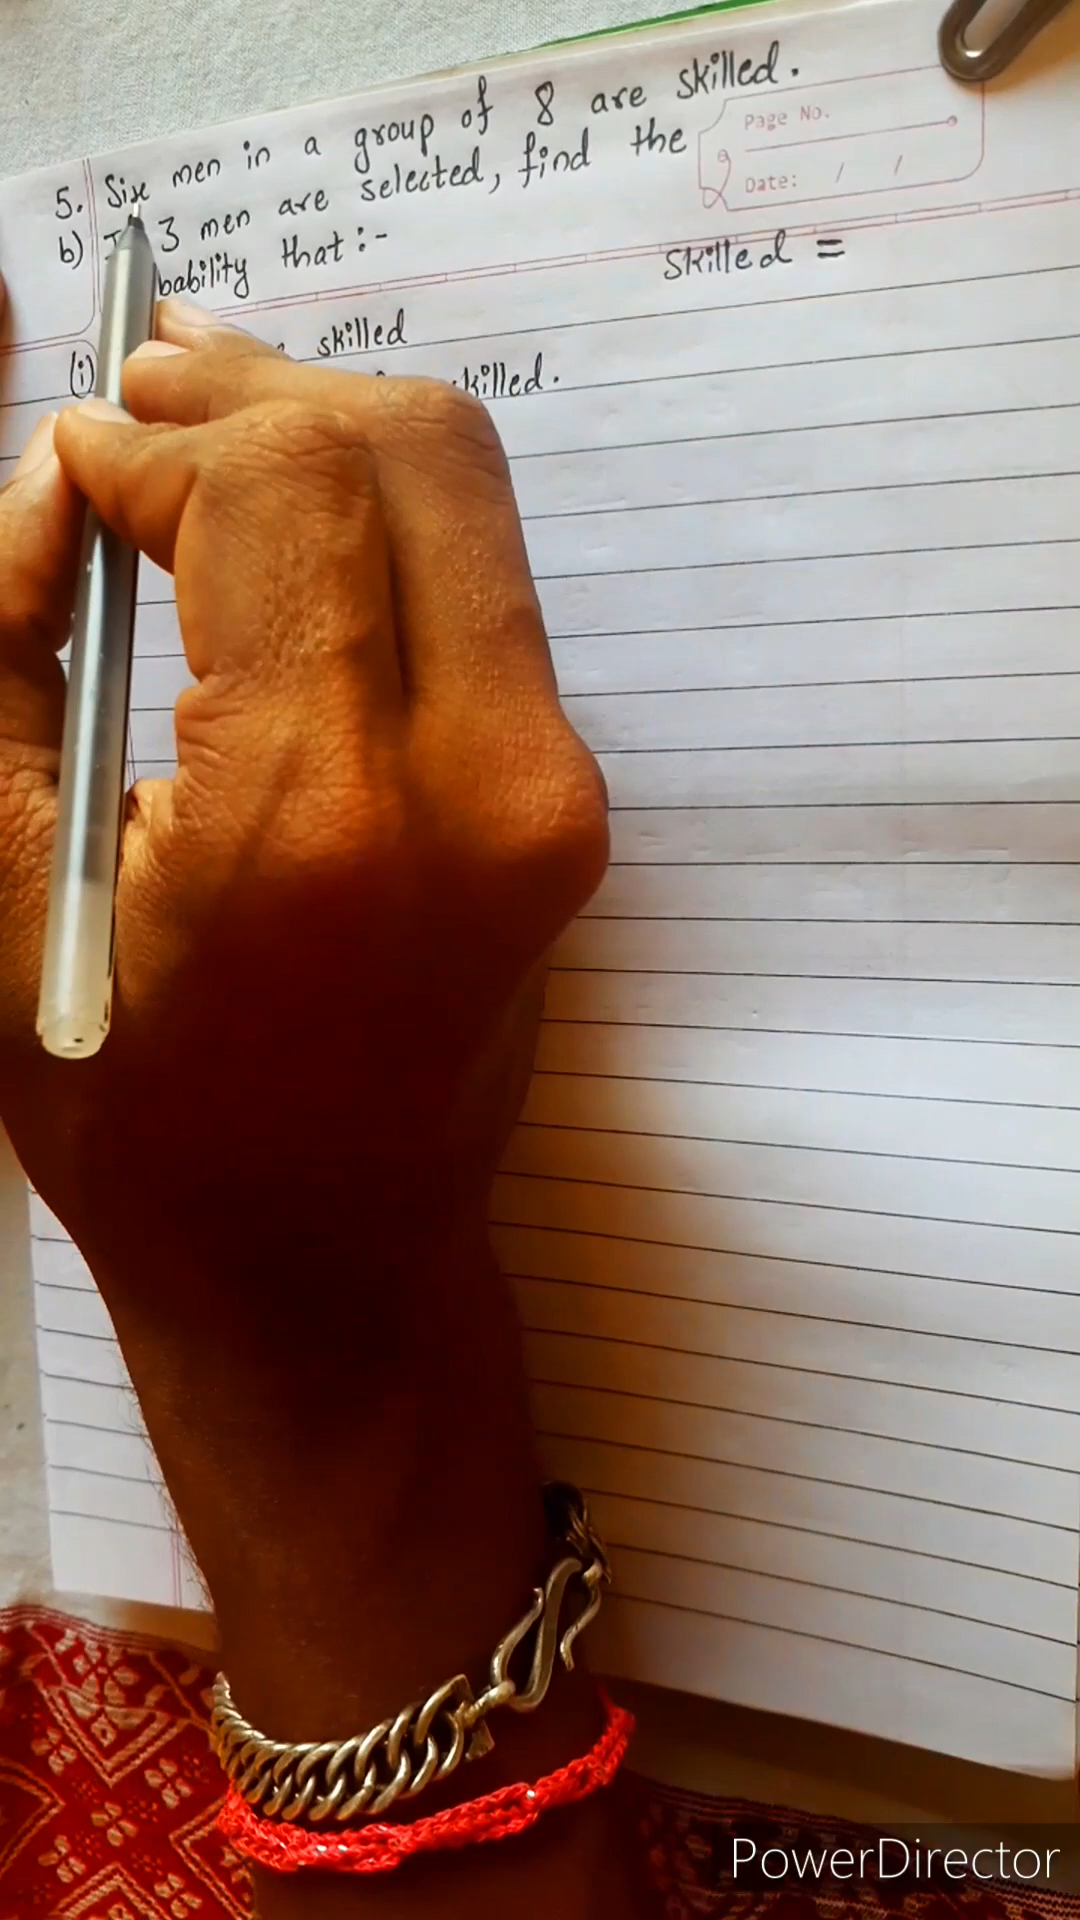 5. Six men in a group of 8 are skilled.
b) 3 men are selected, find the
bability that :-
Page No.
Date: / /
Skilled =
(i) skilled
killed.
PowerDirector